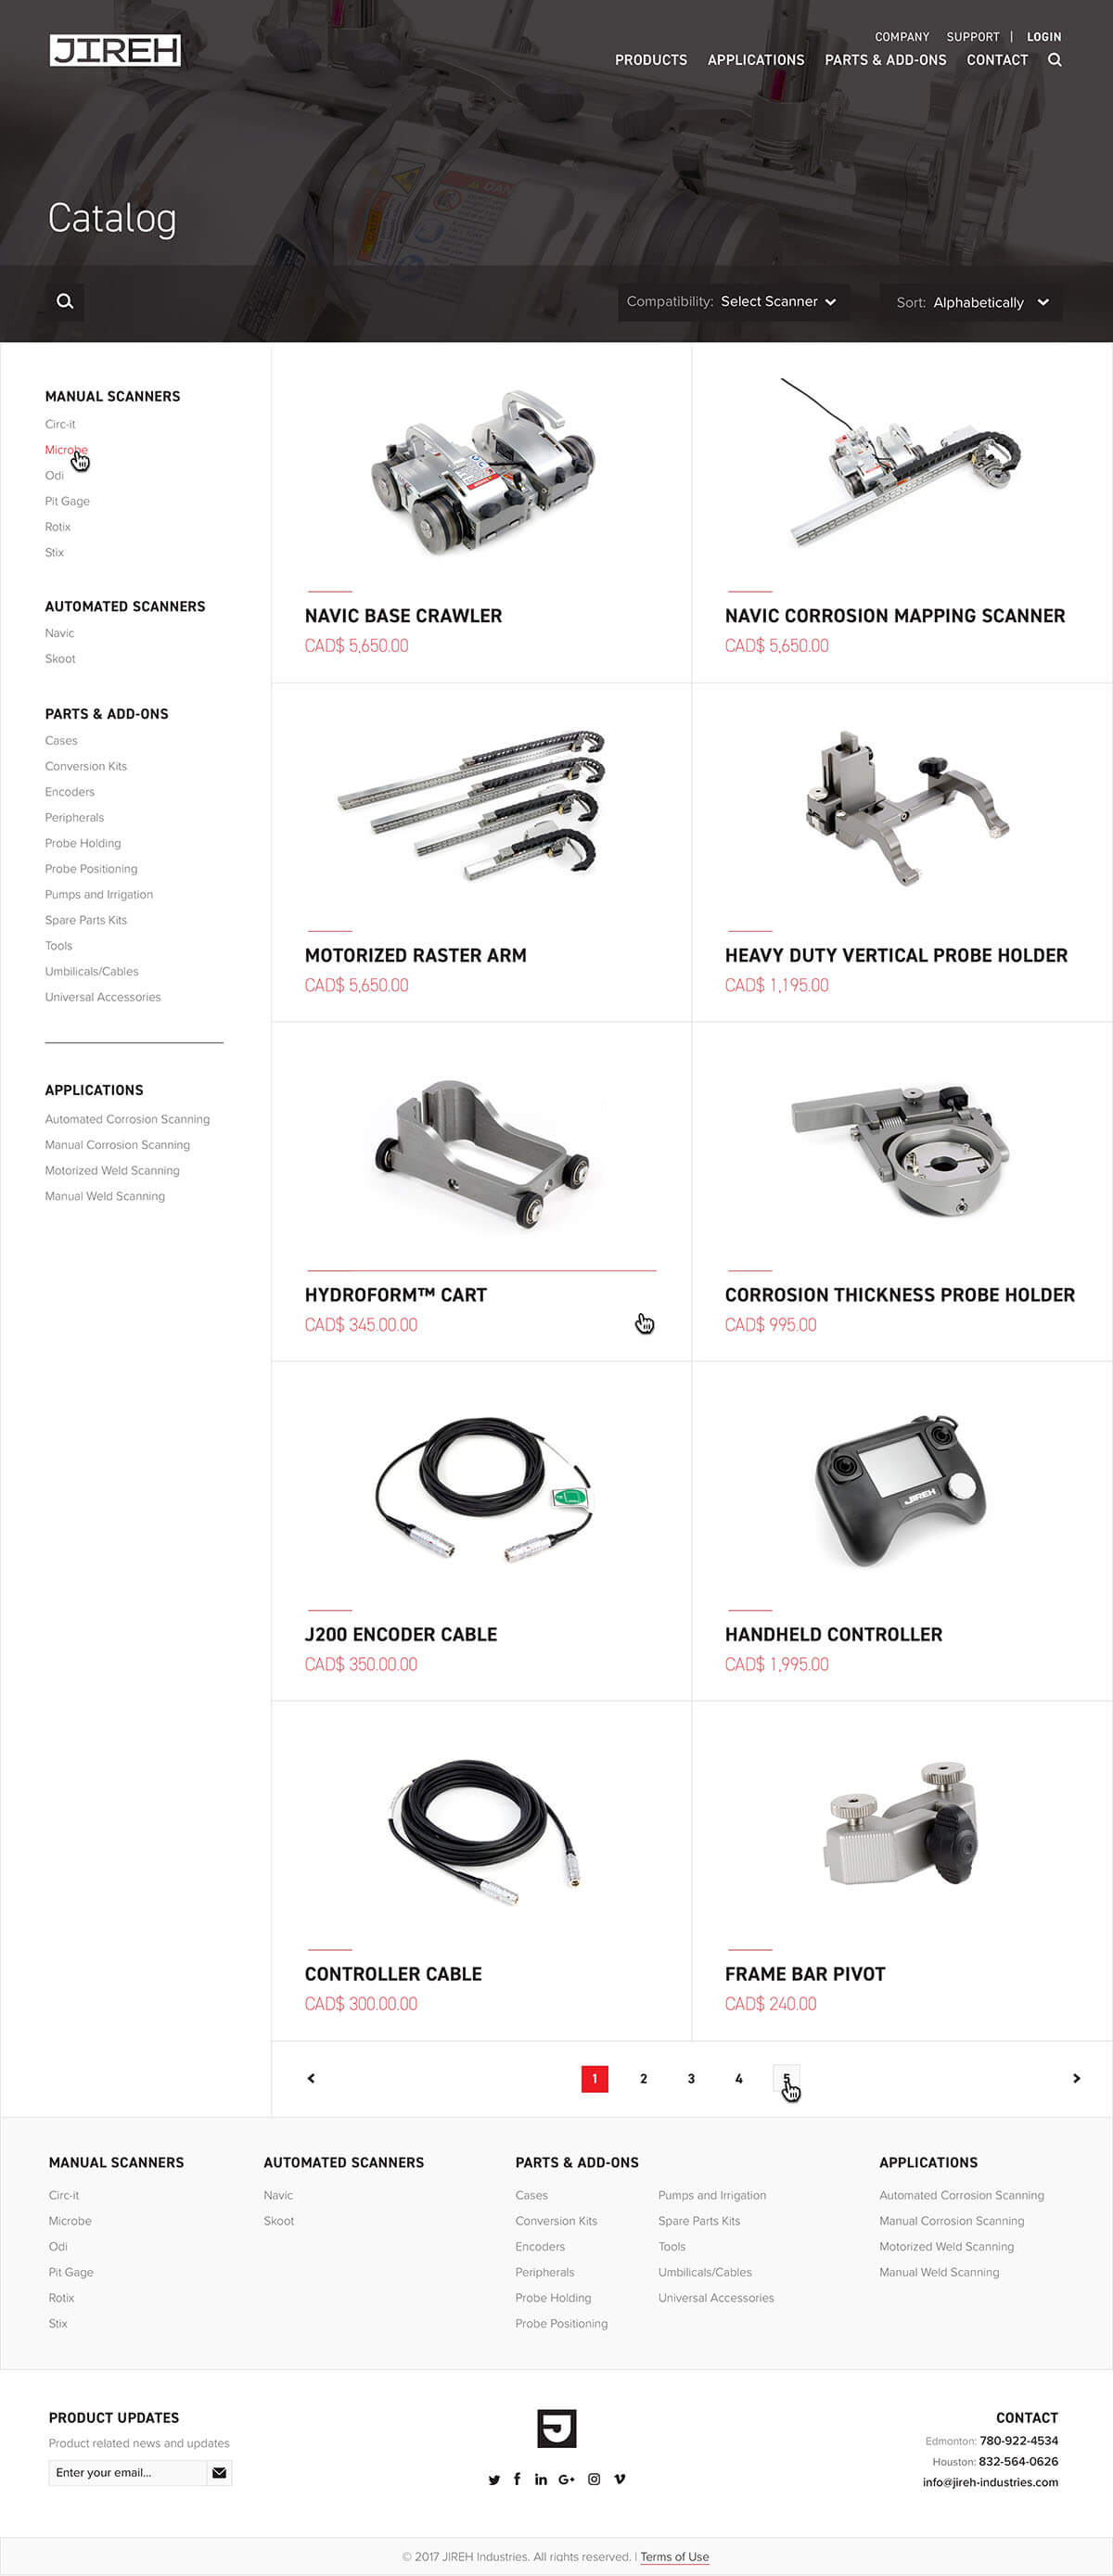 JIREH
COMPANY SUPPORT | LOGIN
PRODUCTS APPLICATIONS PARTS & ADD-ONS CONTACT
Catalog
Compatibility: Select Scanner
Sort: Alphabetically
MANUAL SCANNERS
Circ-it
Microbe
Odi
Pit Gage
Rotix
Stix
AUTOMATED SCANNERS
Navic
Skoot
PARTS & ADD-ONS
Cases
Conversion Kits
Encoders
Peripherals
Probe Holding
Probe Positioning
Pumps and Irrigation
Spare Parts Kits
Tools
Umbilicals/Cables
Universal Accessories
APPLICATIONS
Automated Corrosion Scanning
Manual Corrosion Scanning
Motorized Weld Scanning
Manual Weld Scanning
NAVIC BASE CRAWLER
CAD$ 5,650.00
NAVIC CORROSION MAPPING SCANNER
CAD$ 5,650.00
MOTORIZED RASTER ARM
CAD$ 5,650.00
HEAVY DUTY VERTICAL PROBE HOLDER
CAD$ 1,195.00
HYDROFORM™ CART
CAD$ 345.00.00
CORROSION THICKNESS PROBE HOLDER
CAD$ 995.00
J200 ENCODER CABLE
CAD$ 350.00.00
JIREH
HANDHELD CONTROLLER
CAD$ 1,995.00
CONTROLLER CABLE
CAD$ 300.00.00
FRAME BAR PIVOT
CAD$ 240.00
1 2 3 4 5
MANUAL SCANNERS
Circ-it
Microbe
Odi
Pit Gage
Rotix
Stix
AUTOMATED SCANNERS
Navic
Skoot
PARTS & ADD-ONS
Cases
Conversion Kits
Encoders
Peripherals
Probe Holding
Probe Positioning
Pumps and Irrigation
Spare Parts Kits
Tools
Umbilicals/Cables
Universal Accessories
APPLICATIONS
Automated Corrosion Scanning
Manual Corrosion Scanning
Motorized Weld Scanning
Manual Weld Scanning
PRODUCT UPDATES
Product related news and updates
Enter your email...
CONTACT
Edmonton: 780-922-4534
Houston: 832-564-0626
info@jireh-industries.com
© 2017 JIREH Industries. All rights reserved. | Terms of Use